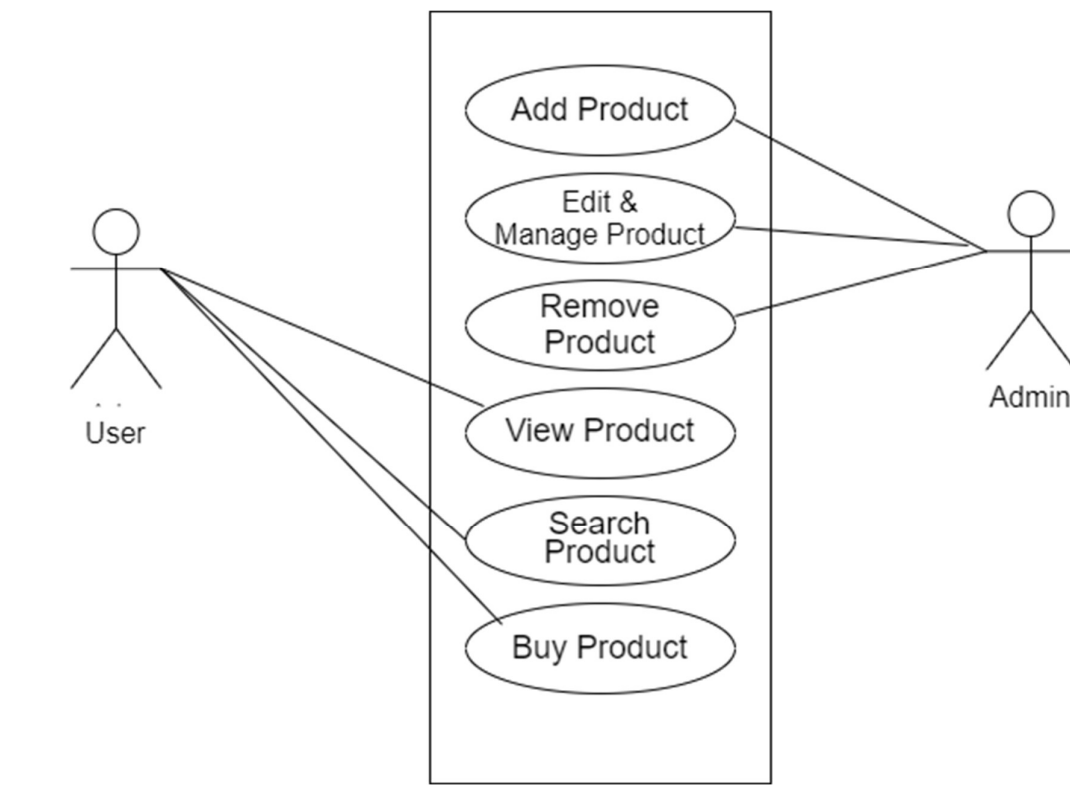 Add Product
Edit &
Manage Product
Remove
Product
View Product
Search
Product
Buy Product
User
Admin